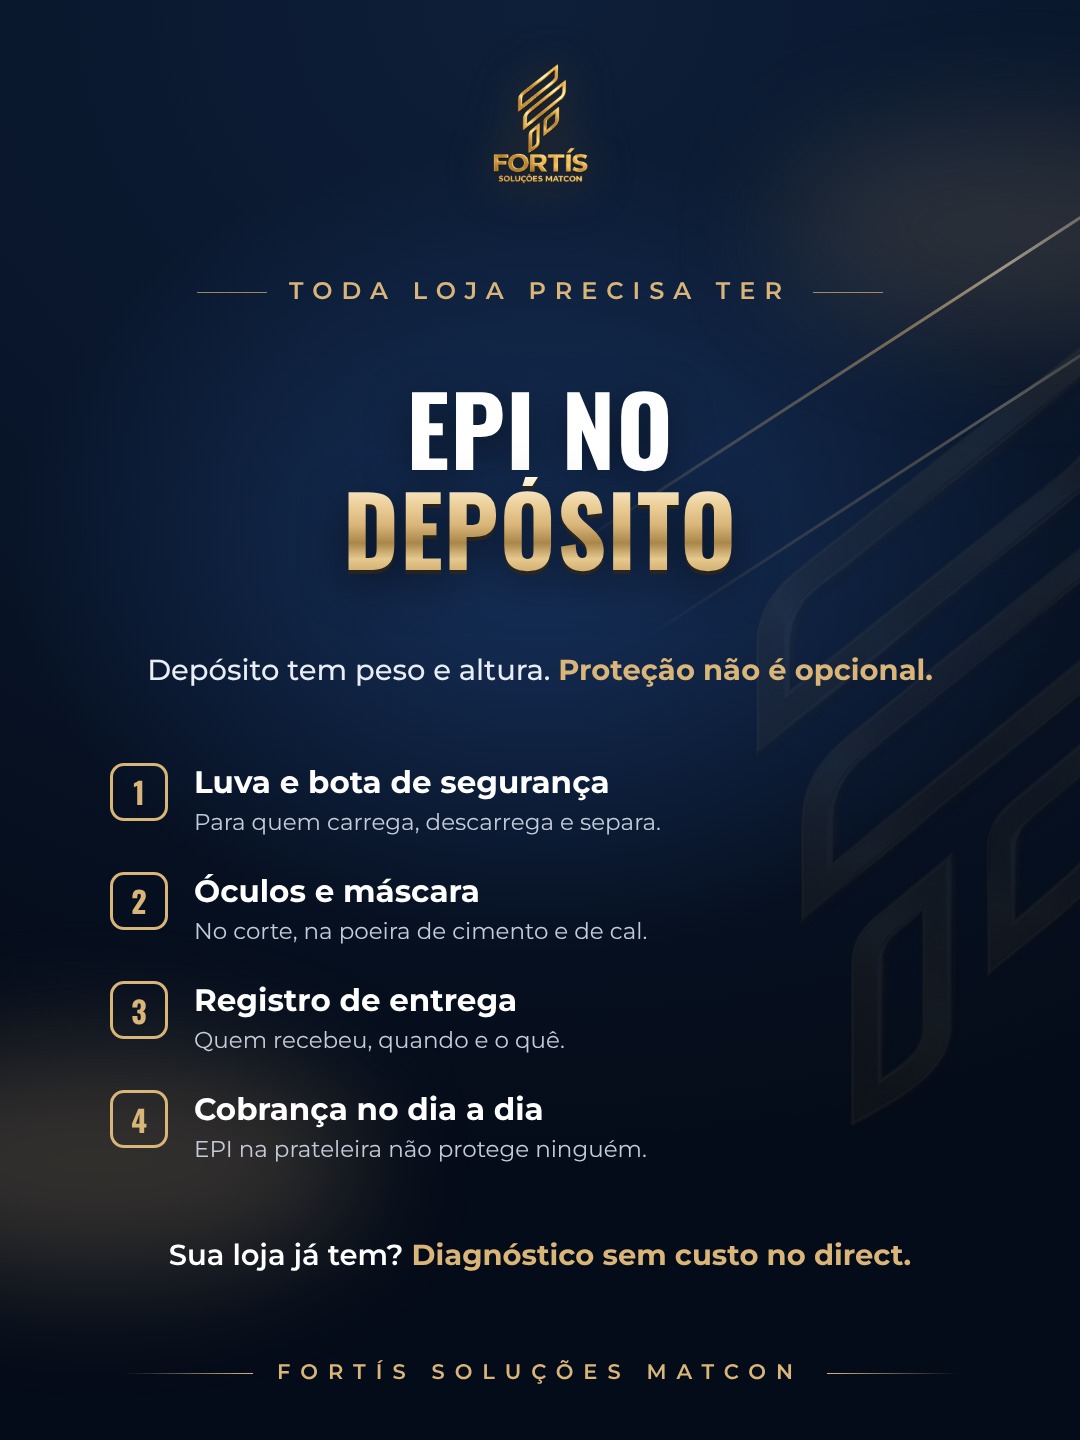 FORTÍS
SOLUÇÕES MATCON
TODA LOJA PRECISA TER
EPI NO
DEPÓSITO
Depósito tem peso e altura. Proteção não é opcional.
1
Luva e bota de segurança
Para quem carrega, descarrega e separa.
2
Óculos e máscara
No corte, na poeira de cimento e de cal.
3
Registro de entrega
Quem recebeu, quando e o quê.
4
Cobrança no dia a dia
EPI na prateleira não protege ninguém.
Sua loja já tem? Diagnóstico sem custo no direct.
FORTÍS SOLUÇÕES MATCON